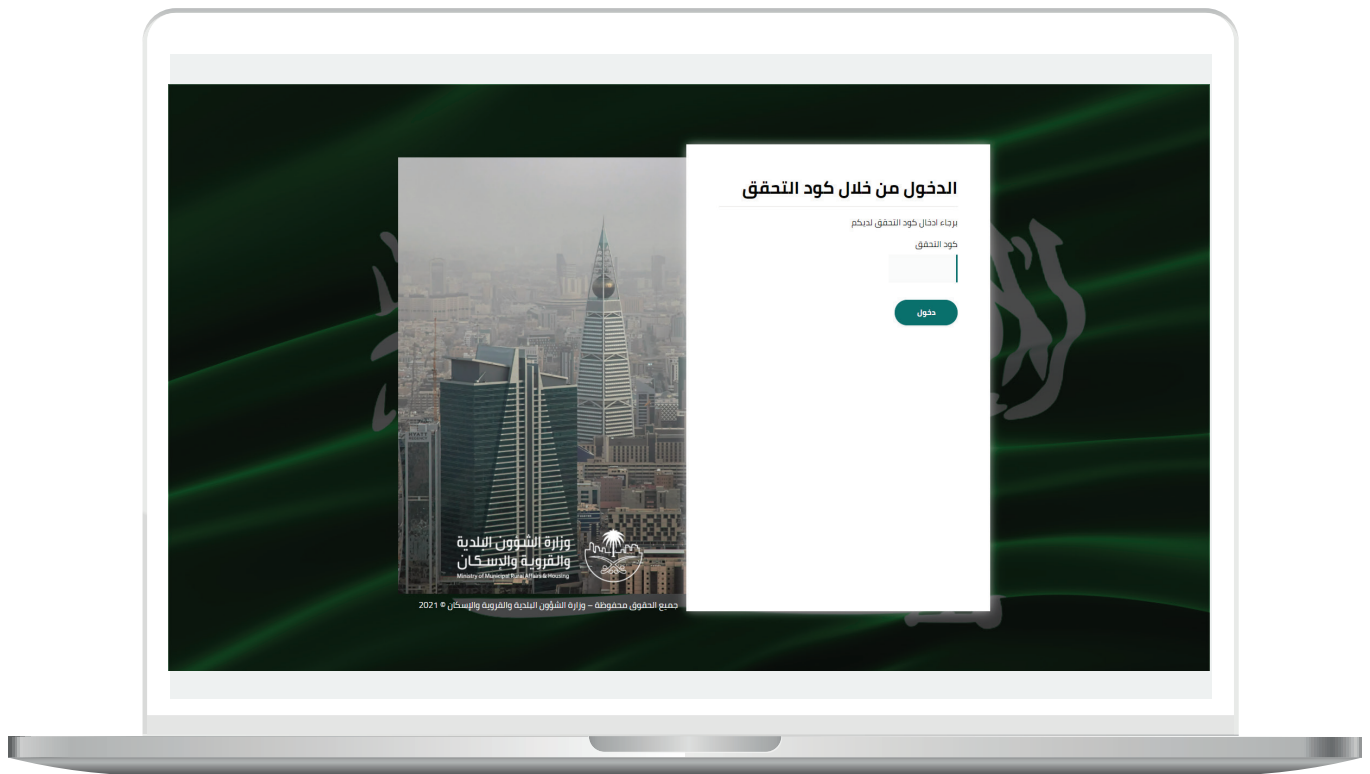 الدخول من خلال كود التحقق
برجاء ادخال كود التحقق لديكم
كود التحقق
دخول
وزارة الشؤون البلدية
والقروية والإسكان
Ministry of Municipal Rural Affairs & Housing
جميع الحقوق محفوظة – وزارة الشؤون البلدية والقروية والإسكان © 2021